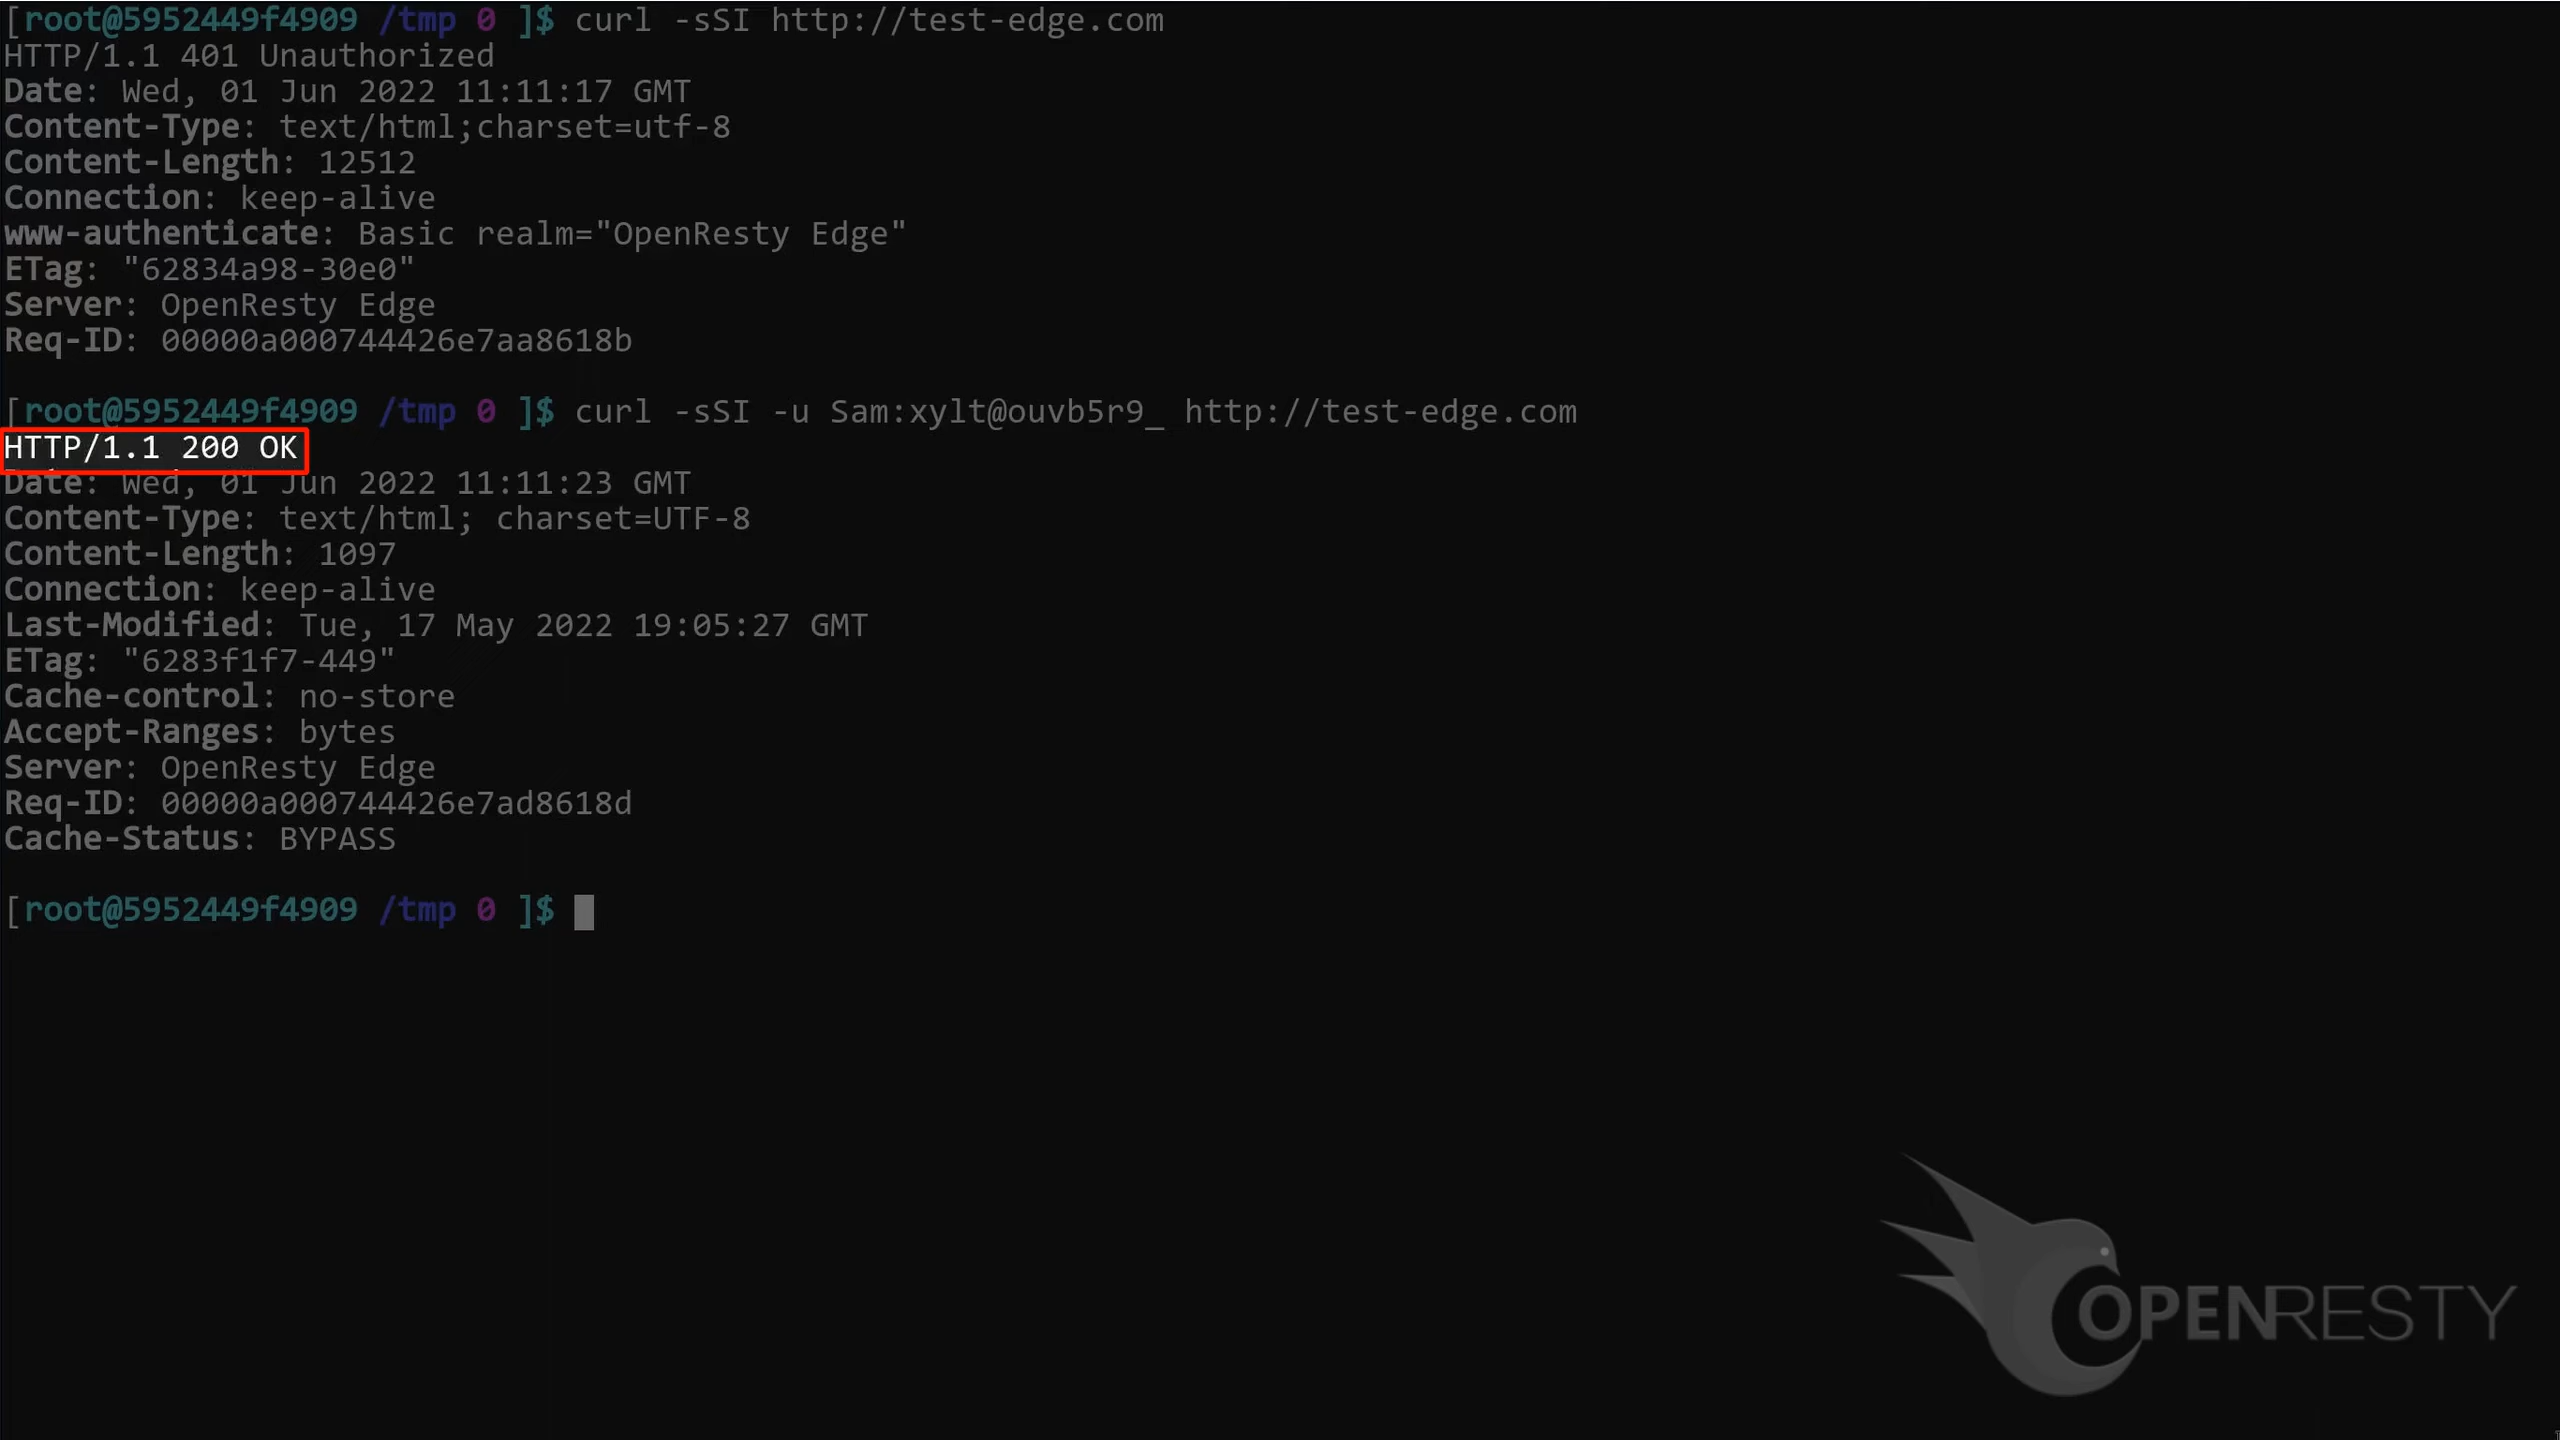 [root@5952449f4909 /tmp 0 ]$ curl -sSI http://test-edge.com
HTTP/1.1 401 Unauthorized
Date: Wed, 01 Jun 2022 11:11:17 GMT
Content-Type: text/html;charset=utf-8
Content-Length: 12512
Connection: keep-alive
www-authenticate: Basic realm="OpenResty Edge"
ETag: "62834a98-30e0"
Server: OpenResty Edge
Req-ID: 00000a000744426e7aa8618b
[root@5952449f4909 /tmp 0 ]$ curl -sSI -u Sam:xylt@ouvb5r9_ http://test-edge.com
HTTP/1.1 200 OK
Date: Wed, 01 Jun 2022 11:11:23 GMT
Content-Type: text/html; charset=UTF-8
Content-Length: 1097
Connection: keep-alive
Last-Modified: Tue, 17 May 2022 19:05:27 GMT
ETag: "6283f1f7-449"
Cache-control: no-store
Accept-Ranges: bytes
Server: OpenResty Edge
Req-ID: 00000a000744426e7ad8618d
Cache-Status: BYPASS
[root@5952449f4909 /tmp 0 ]$
OPENRESTY